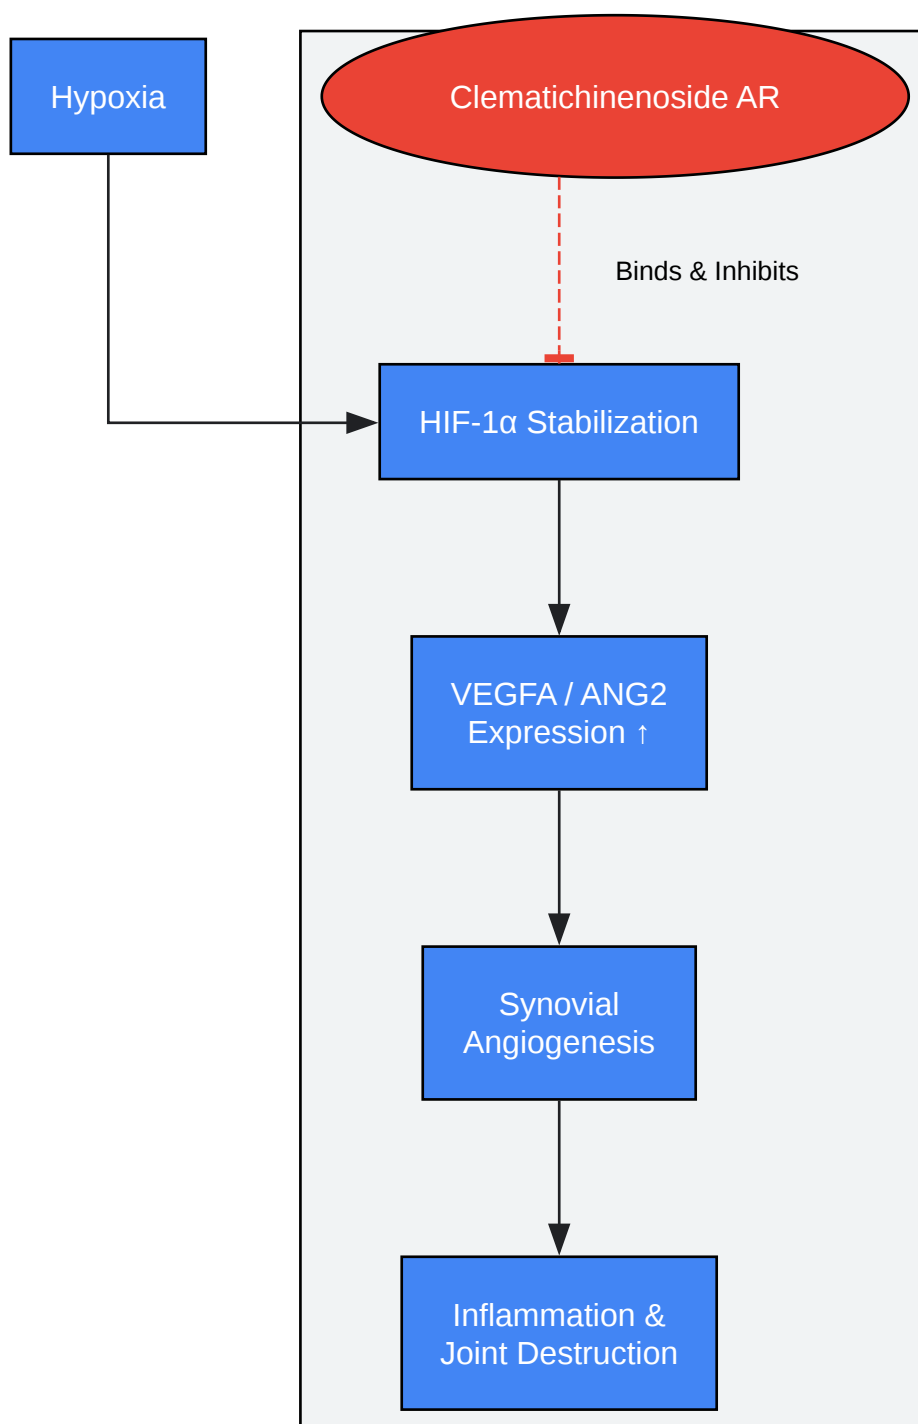 Hypoxia
Clematichinenoside AR
Binds & Inhibits
HIF-1α Stabilization
VEGFA / ANG2
Expression ↑
Synovial
Angiogenesis
Inflammation &
Joint Destruction